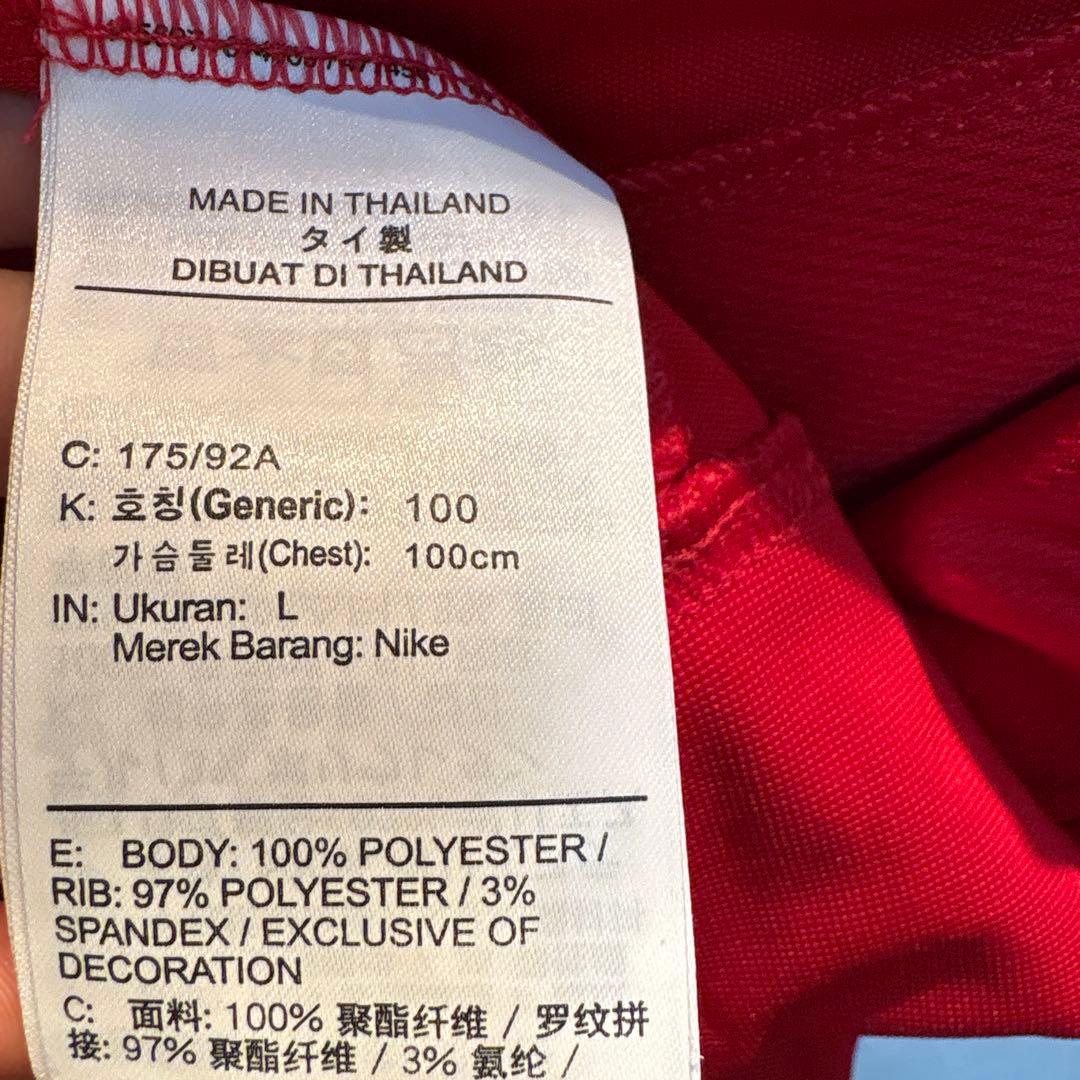 MADE IN THAILAND
タイ製
DIBUAT DI THAILAND
C: 175/92A
K: 호칭(Generic): 100
가슴둘레(Chest): 100cm
IN: Ukuran: L
Merek Barang: Nike
E: BODY: 100% POLYESTER /
RIB: 97% POLYESTER / 3%
SPANDEX / EXCLUSIVE OF
DECORATION
C: 面料: 100% 聚酯纤维 / 罗纹拼
接: 97% 聚酯纤维 / 3% 氨纶 /